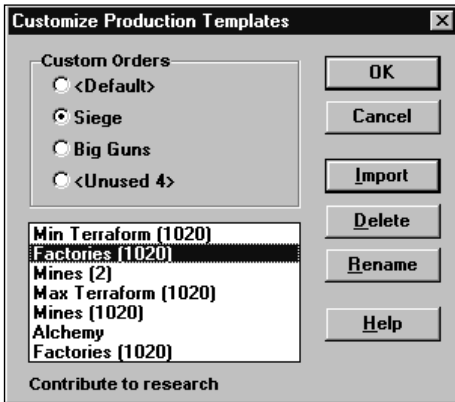 Customize Production Templates
Custom Orders
<Default>
Siege
Big Guns
<Unused 4>
OK
Cancel
Import
Delete
Rename
Help
Min Terraform (1020)
Factories (1020)
Mines (2)
Max Terraform (1020)
Mines (1020)
Alchemy
Factories (1020)
Contribute to research